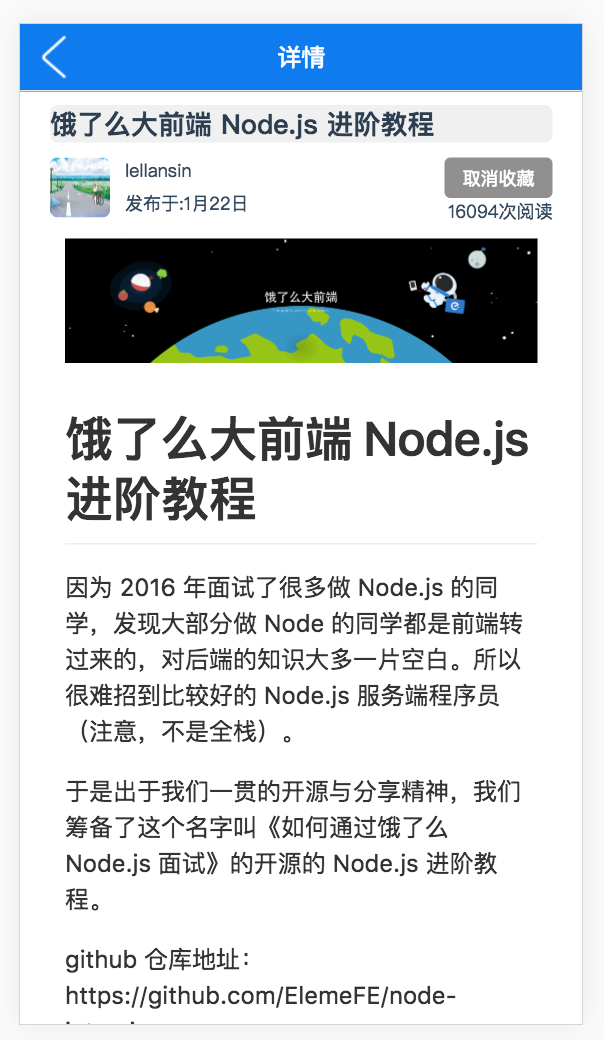 详情
饿了么大前端 Node.js 进阶教程
lellansin
取消收藏
发布于:1月22日
16094次阅读
饿了么大前端
饿了么大前端 Node.js
进阶教程
因为 2016 年面试了很多做 Node.js 的同
学，发现大部分做 Node 的同学都是前端转
过来的，对后端的知识大多一片空白。所以
很难招到比较好的 Node.js 服务端程序员
（注意，不是全栈）。
于是出于我们一贯的开源与分享精神，我们
筹备了这个名字叫《如何通过饿了么
Node.js 面试》的开源的 Node.js 进阶教
程。
github 仓库地址：
https://github.com/ElemeFE/node-